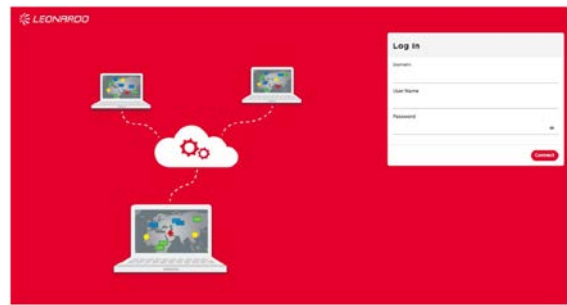 LEONARDO
Log in
Domain
User Name
Password
Connect